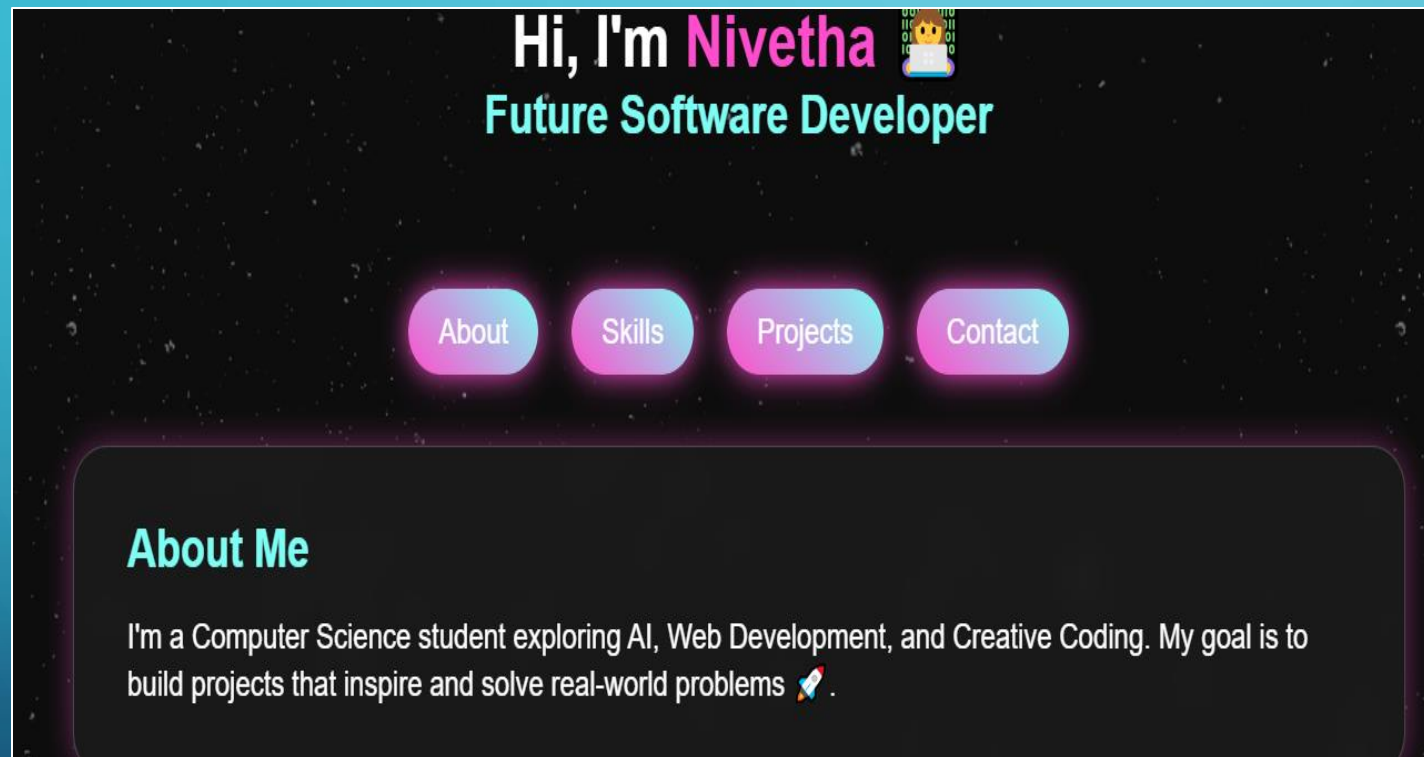 Hi, I'm Nivetha 👩‍💻
Future Software Developer
About
Skills
Projects
Contact
About Me
I'm a Computer Science student exploring AI, Web Development, and Creative Coding. My goal is to
build projects that inspire and solve real-world problems 🚀.